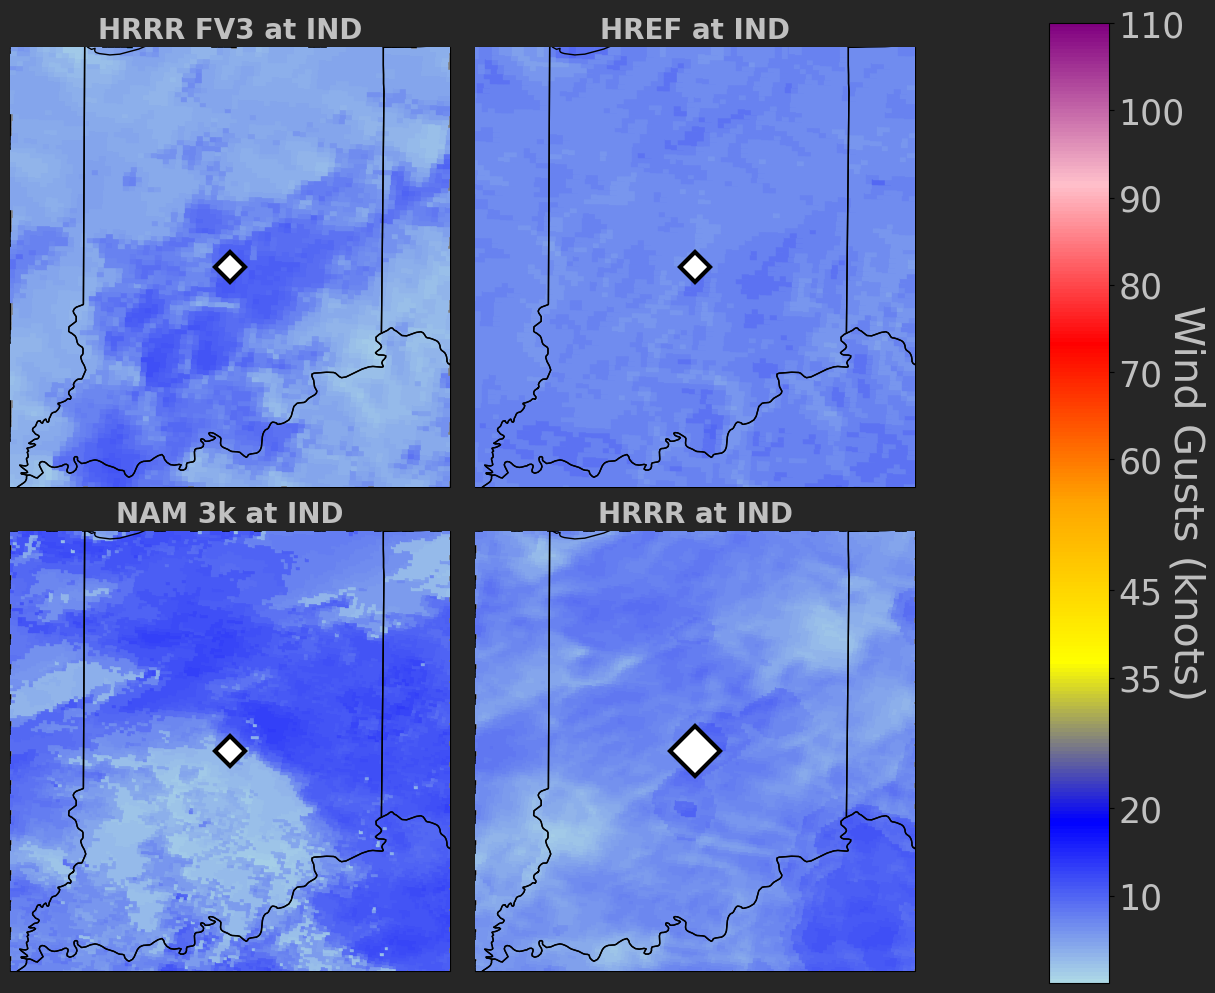 HRRR FV3 at IND
HREF at IND
NAM 3k at IND
HRRR at IND
110
100
90
80
70
60
45
35
20
10
Wind Gusts (knots)